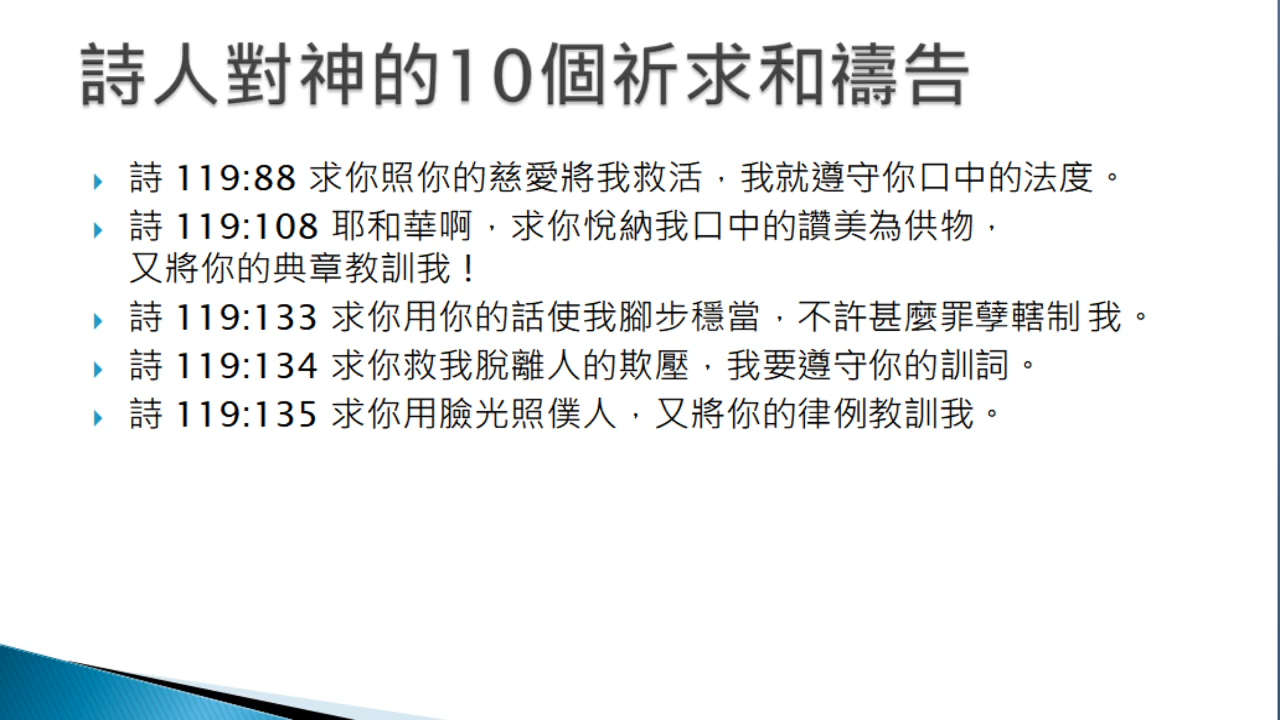 詩人對神的10個祈求和禱告
詩 119:88 求你照你的慈愛將我救活，我就遵守你口中的法度。
詩 119:108 耶和華啊，求你悅納我口中的讚美為供物，
又將你的典章教訓我！
詩 119:133 求你用你的話使我腳步穩當，不許甚麼罪孽轄制 我。
詩 119:134 求你救我脫離人的欺壓，我要遵守你的訓詞。
詩 119:135 求你用臉光照僕人，又將你的律例教訓我。